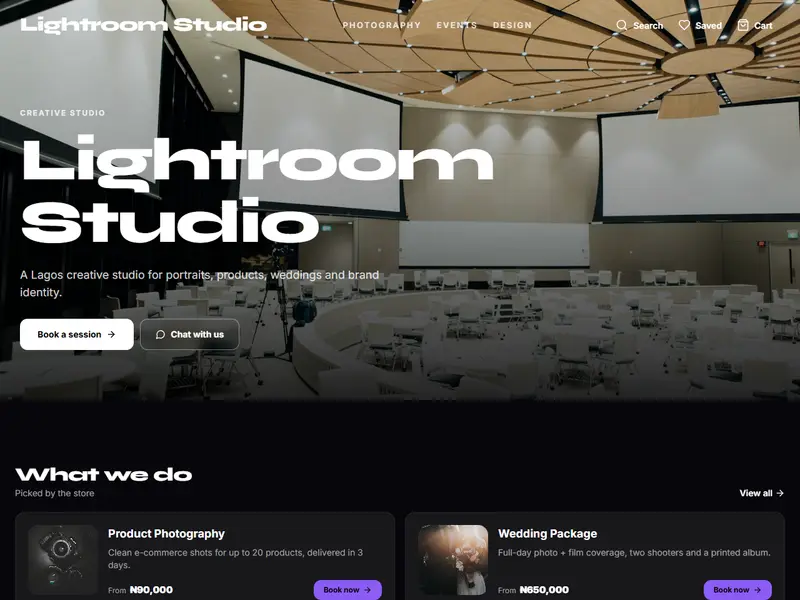 Lightroom Studio
PHOTOGRAPHY EVENTS DESIGN
Search Saved Cart
CREATIVE STUDIO
Lightroom
Studio
A Lagos creative studio for portraits, products, weddings and brand
identity.
Book a session →
Chat with us
What we do
Picked by the store
View all →
Product Photography
Clean e-commerce shots for up to 20 products, delivered in 3
days.
From ₦90,000
Book now →
Wedding Package
Full-day photo + film coverage, two shooters and a printed album.
From ₦650,000
Book now →